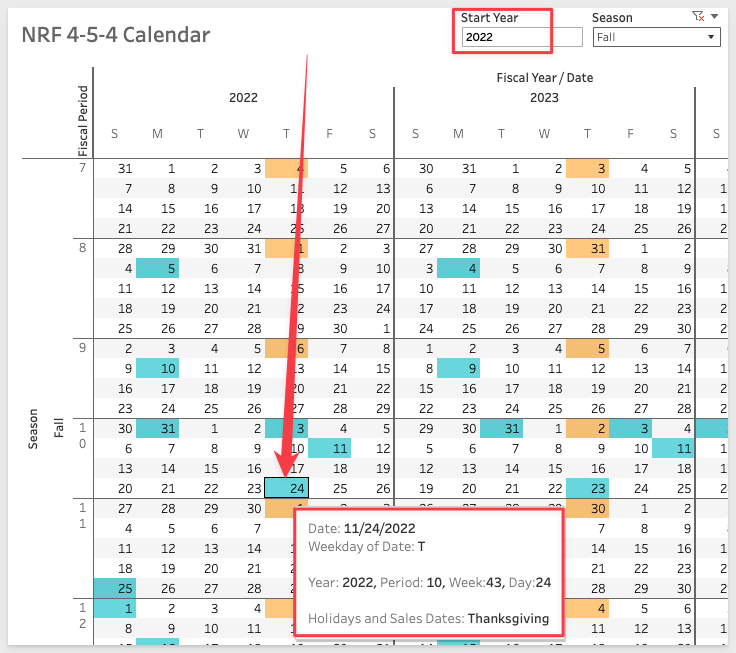 Start Year
Season
NRF 4-5-4 Calendar
2022
Fall
Fiscal Year / Date
2022 2023
Fiscal Period
S M T W T F S S M T W T F S S
7 31 1 2 3 4 5 6 30 31 1 2 3 4 5
7 8 9 10 11 12 13 6 7 8 9 10 11 12
14 15 16 17 18 19 20 13 14 15 16 17 18 19
21 22 23 24 25 26 27 20 21 22 23 24 25 26
8 28 29 30 31 1 2 3 27 28 29 30 31 1 2
4 5 6 7 8 9 10 3 4 5 6 7 8 9
11 12 13 14 15 16 17 10 11 12 13 14 15 16
18 19 20 21 22 23 24 17 18 19 20 21 22 23
25 26 27 28 29 30 1 24 25 26 27 28 29 30
9 2 3 4 5 6 7 8 1 2 3 4 5 6 7
9 10 11 12 13 14 15 8 9 10 11 12 13 14
16 17 18 19 20 21 22 15 16 17 18 19 20 21
23 24 25 26 27 28 29 22 23 24 25 26 27 28
Season
Fall
10 30 31 1 2 3 4 5 29 30 31 1 2 3 4
6 7 8 9 10 11 12 5 6 7 8 9 10 11
13 14 15 16 17 18 19 12 13 14 15 16 17 18
20 21 22 23 24 25 26 19 20 21 22 23 24 25
11 27 28 29 30 1 30 1 2
4 5 6 7 7 8 9
11 12 13 14 14 15 16
18 19 20 21 21 22 23
25 26 27 28 28 29 30
12 1 2 3 4 4 5 6
8 9 10 11 11 12 13
Date: 11/24/2022
Weekday of Date: T
Year: 2022, Period: 10, Week:43, Day:24
Holidays and Sales Dates: Thanksgiving